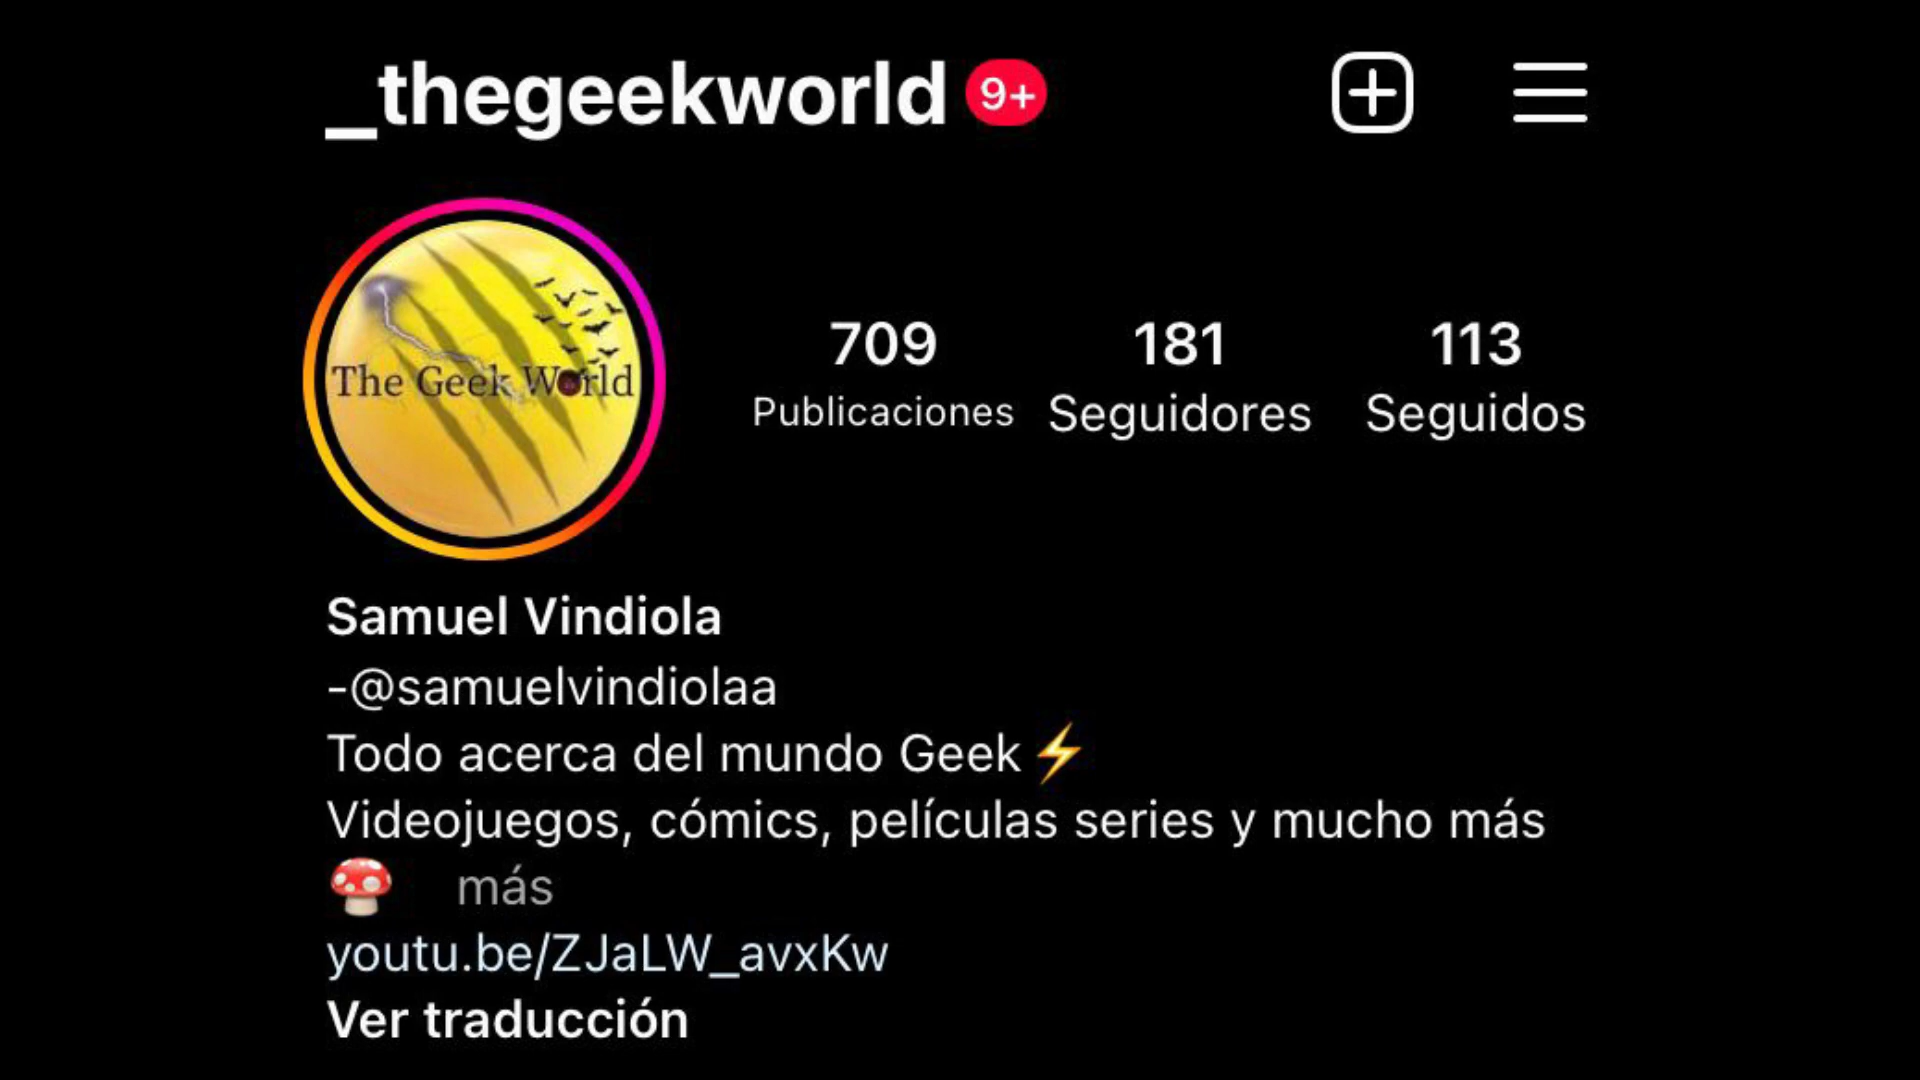 _thegeekworld 9+
The Geek World
709 181 113
Publicaciones Seguidores Seguidos
Samuel Vindiola
-@samuelvindiolaa
Todo acerca del mundo Geek⚡
Videojuegos, cómics, películas series y mucho más
🍄 más
youtu.be/ZJaLW_avxKw
Ver traducción